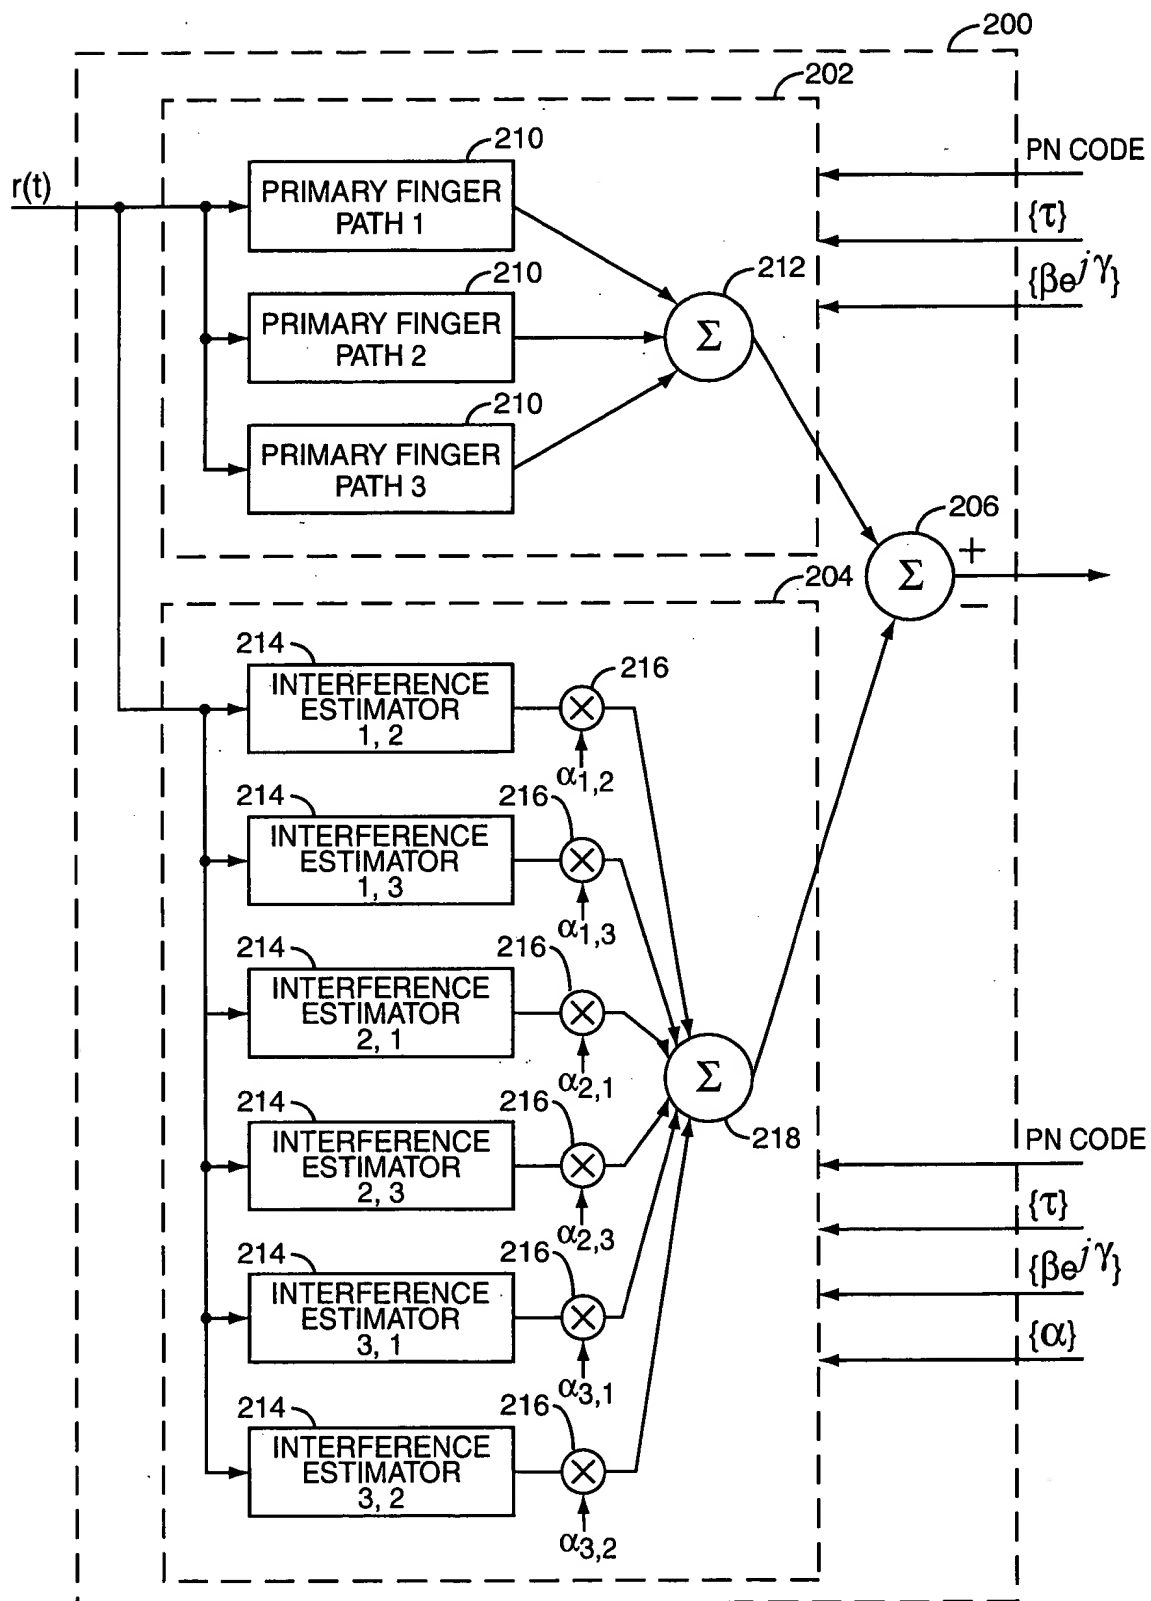 200
202
210
PN CODE
r(t)
PRIMARY FINGER
PATH 1
{τ}
210
212
{βe^jγ}
PRIMARY FINGER
PATH 2
Σ
210
PRIMARY FINGER
PATH 3
206
+
Σ
−
204
214
216
INTERFERENCE
ESTIMATOR
1, 2
×
α1,2
214
216
INTERFERENCE
ESTIMATOR
1, 3
×
α1,3
214
216
INTERFERENCE
ESTIMATOR
2, 1
×
α2,1
Σ
218
214
216
INTERFERENCE
ESTIMATOR
2, 3
×
α2,3
PN CODE
{τ}
{βe^jγ}
{α}
214
216
INTERFERENCE
ESTIMATOR
3, 1
×
α3,1
214
216
INTERFERENCE
ESTIMATOR
3, 2
×
α3,2